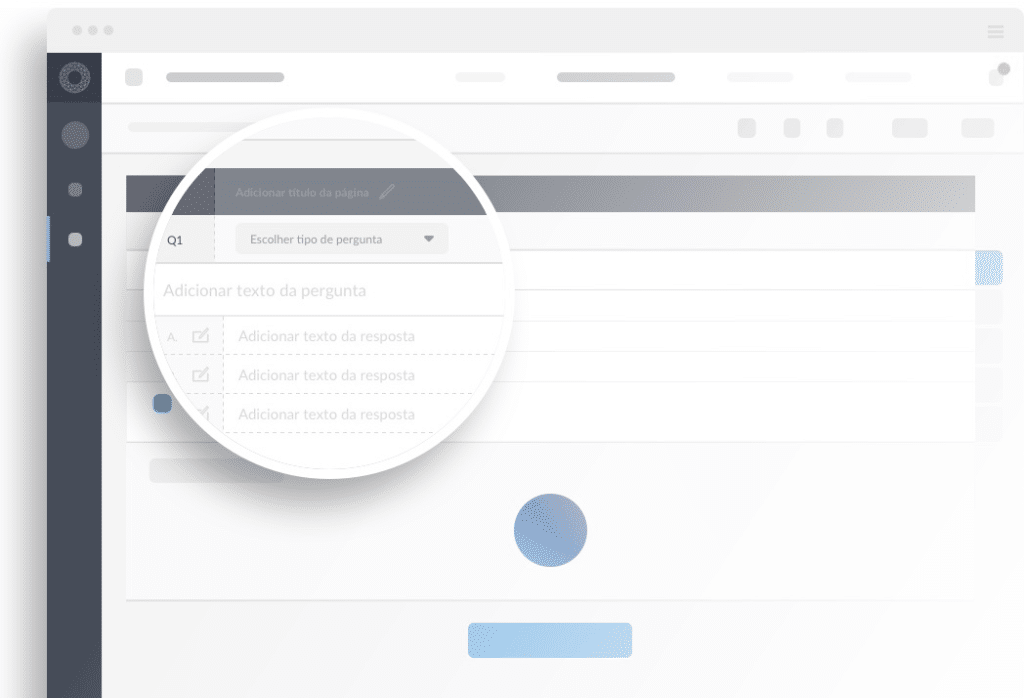 Adicionar título da página
Q1 Escolher tipo de pergunta
Adicionar texto da pergunta
A. Adicionar texto da resposta
Adicionar texto da resposta
Adicionar texto da resposta